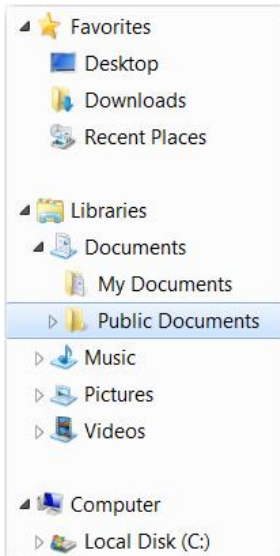 Favorites
Desktop
Downloads
Recent Places
Libraries
Documents
My Documents
Public Documents
Music
Pictures
Videos
Computer
Local Disk (C:)